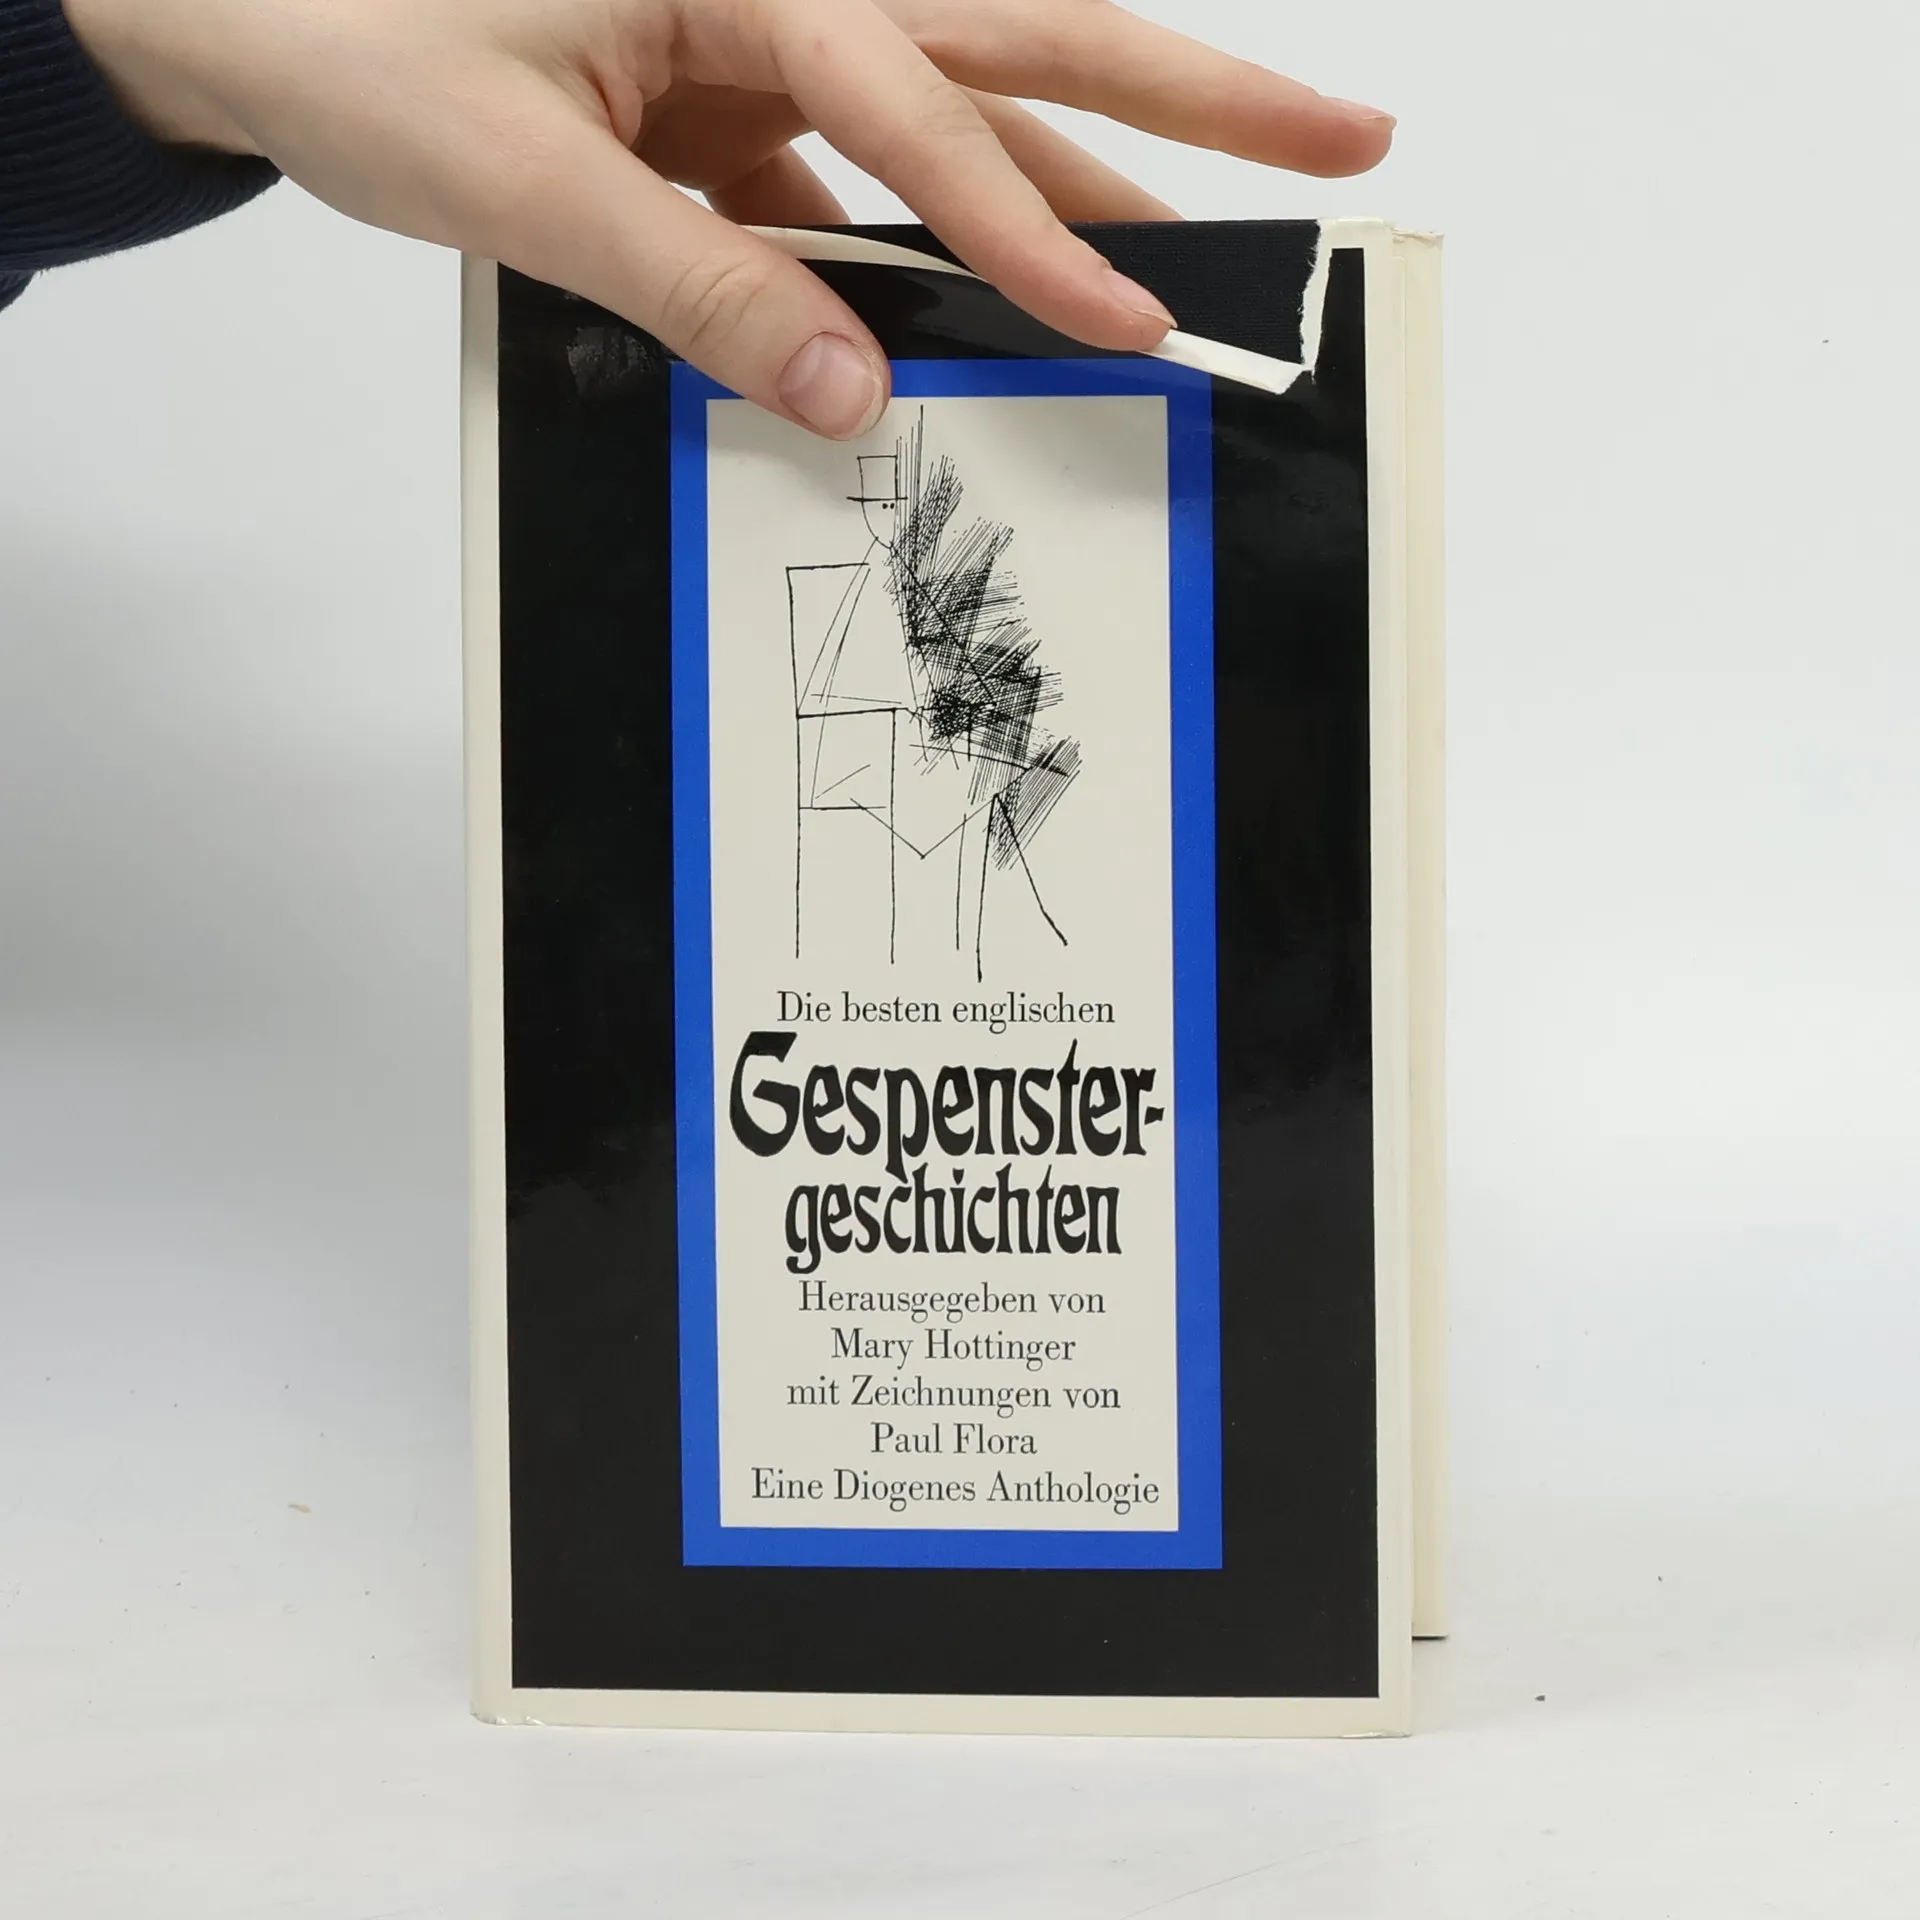 Die besten englischen
Gespenster-
geschichten
Herausgegeben von
Mary Hottinger
mit Zeichnungen von
Paul Flora
Eine Diogenes Anthologie